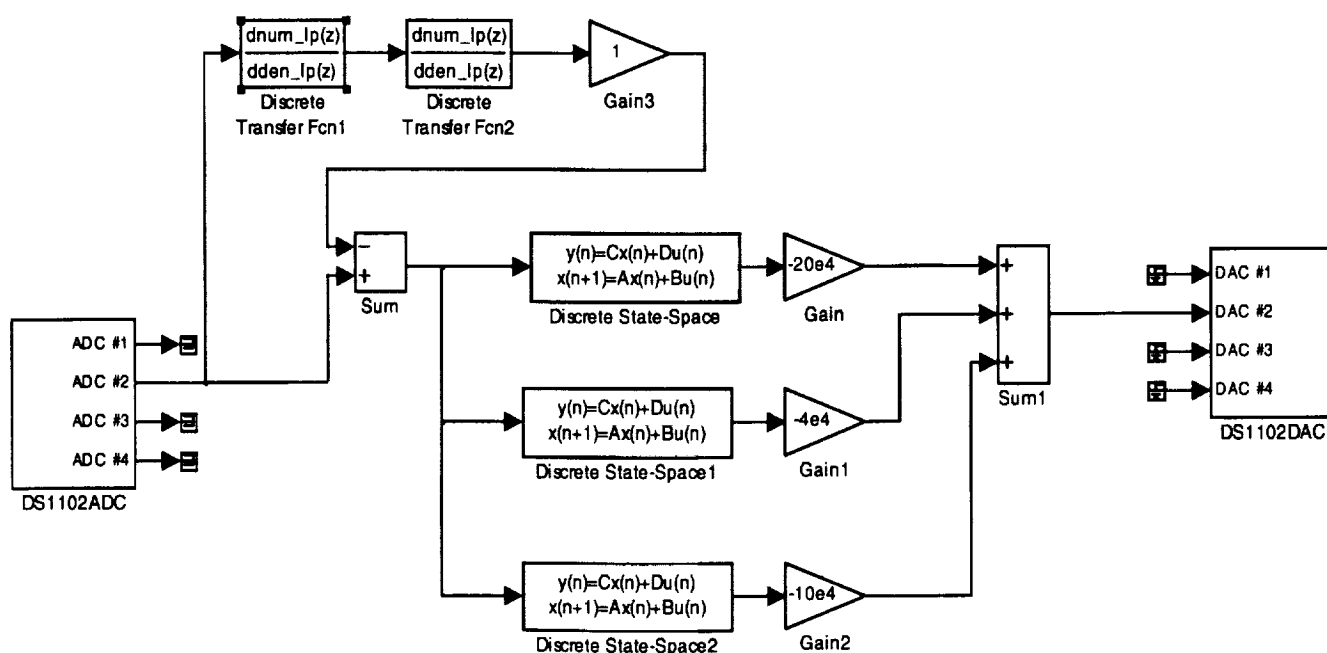 dnum_lp(z)
dden_lp(z)
Discrete
Transfer Fcn1
dnum_lp(z)
dden_lp(z)
Discrete
Transfer Fcn2
1
Gain3
−
+
Sum
y(n)=Cx(n)+Du(n)
x(n+1)=Ax(n)+Bu(n)
Discrete State-Space
-20e4
Gain
+
+
+
Sum1
DAC #1
DAC #2
DAC #3
DAC #4
DS1102DAC
ADC #1
ADC #2
ADC #3
ADC #4
DS1102ADC
y(n)=Cx(n)+Du(n)
x(n+1)=Ax(n)+Bu(n)
Discrete State-Space1
-4e4
Gain1
y(n)=Cx(n)+Du(n)
x(n+1)=Ax(n)+Bu(n)
Discrete State-Space2
-10e4
Gain2